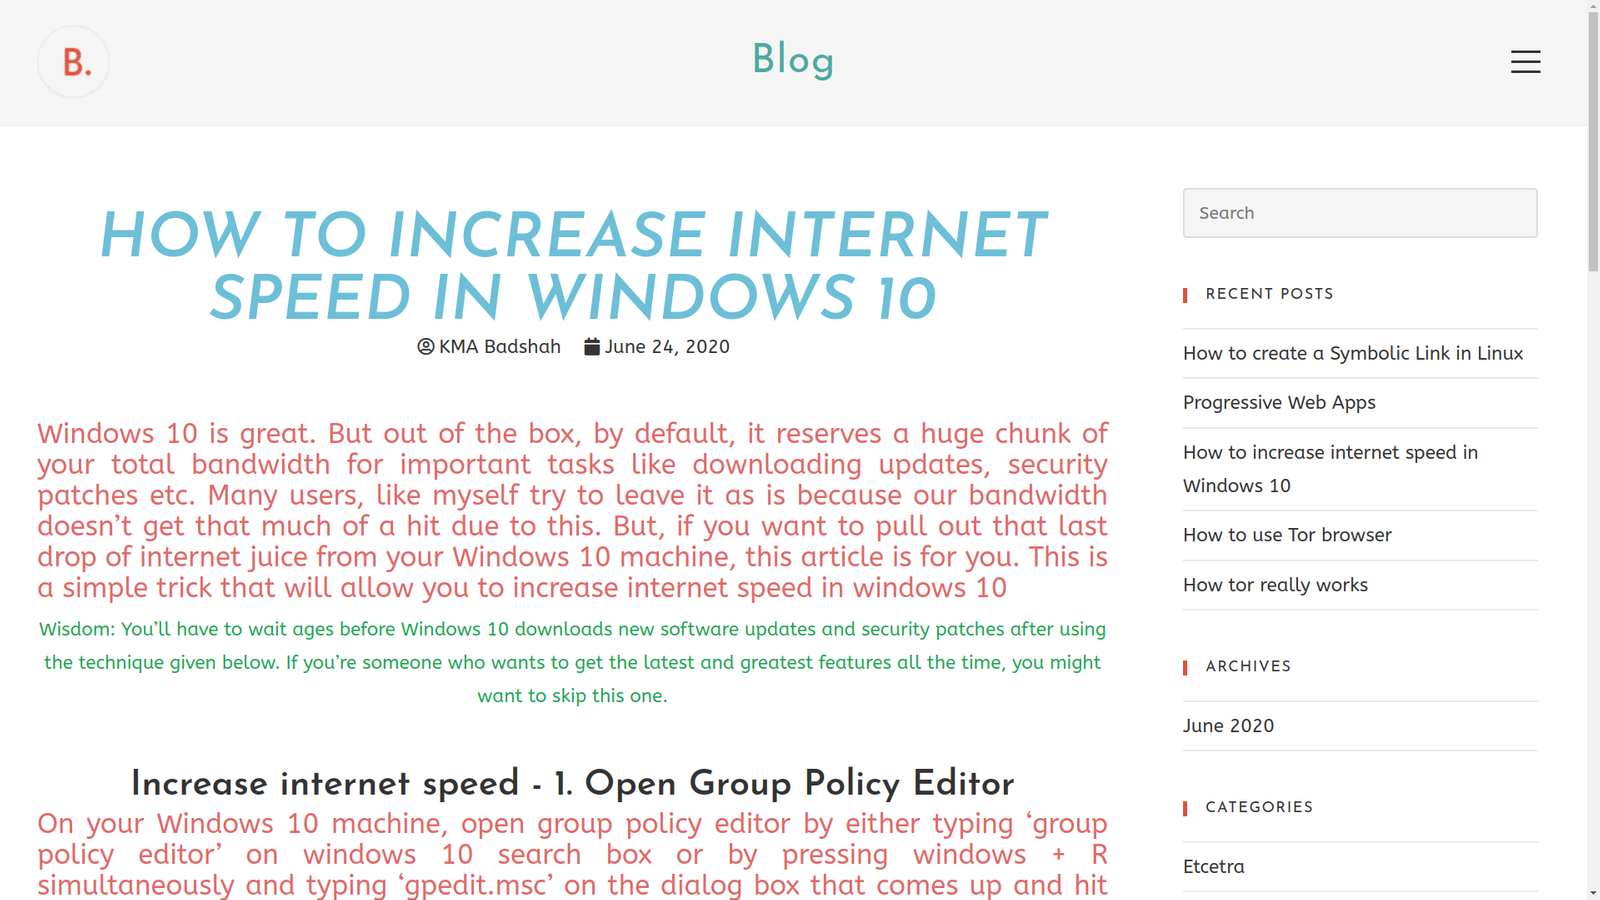 B.
Blog
HOW TO INCREASE INTERNET
SPEED IN WINDOWS 10
KMA Badshah June 24, 2020
Windows 10 is great. But out of the box, by default, it reserves a huge chunk of
your total bandwidth for important tasks like downloading updates, security
patches etc. Many users, like myself try to leave it as is because our bandwidth
doesn’t get that much of a hit due to this. But, if you want to pull out that last
drop of internet juice from your Windows 10 machine, this article is for you. This is
a simple trick that will allow you to increase internet speed in windows 10
Wisdom: You’ll have to wait ages before Windows 10 downloads new software updates and security patches after using
the technique given below. If you’re someone who wants to get the latest and greatest features all the time, you might
want to skip this one.
Increase internet speed - 1. Open Group Policy Editor
On your Windows 10 machine, open group policy editor by either typing ‘group
policy editor’ on windows 10 search box or by pressing windows + R
simultaneously and typing ‘gpedit.msc’ on the dialog box that comes up and hit
Search
RECENT POSTS
How to create a Symbolic Link in Linux
Progressive Web Apps
How to increase internet speed in
Windows 10
How to use Tor browser
How tor really works
ARCHIVES
June 2020
CATEGORIES
Etcetra